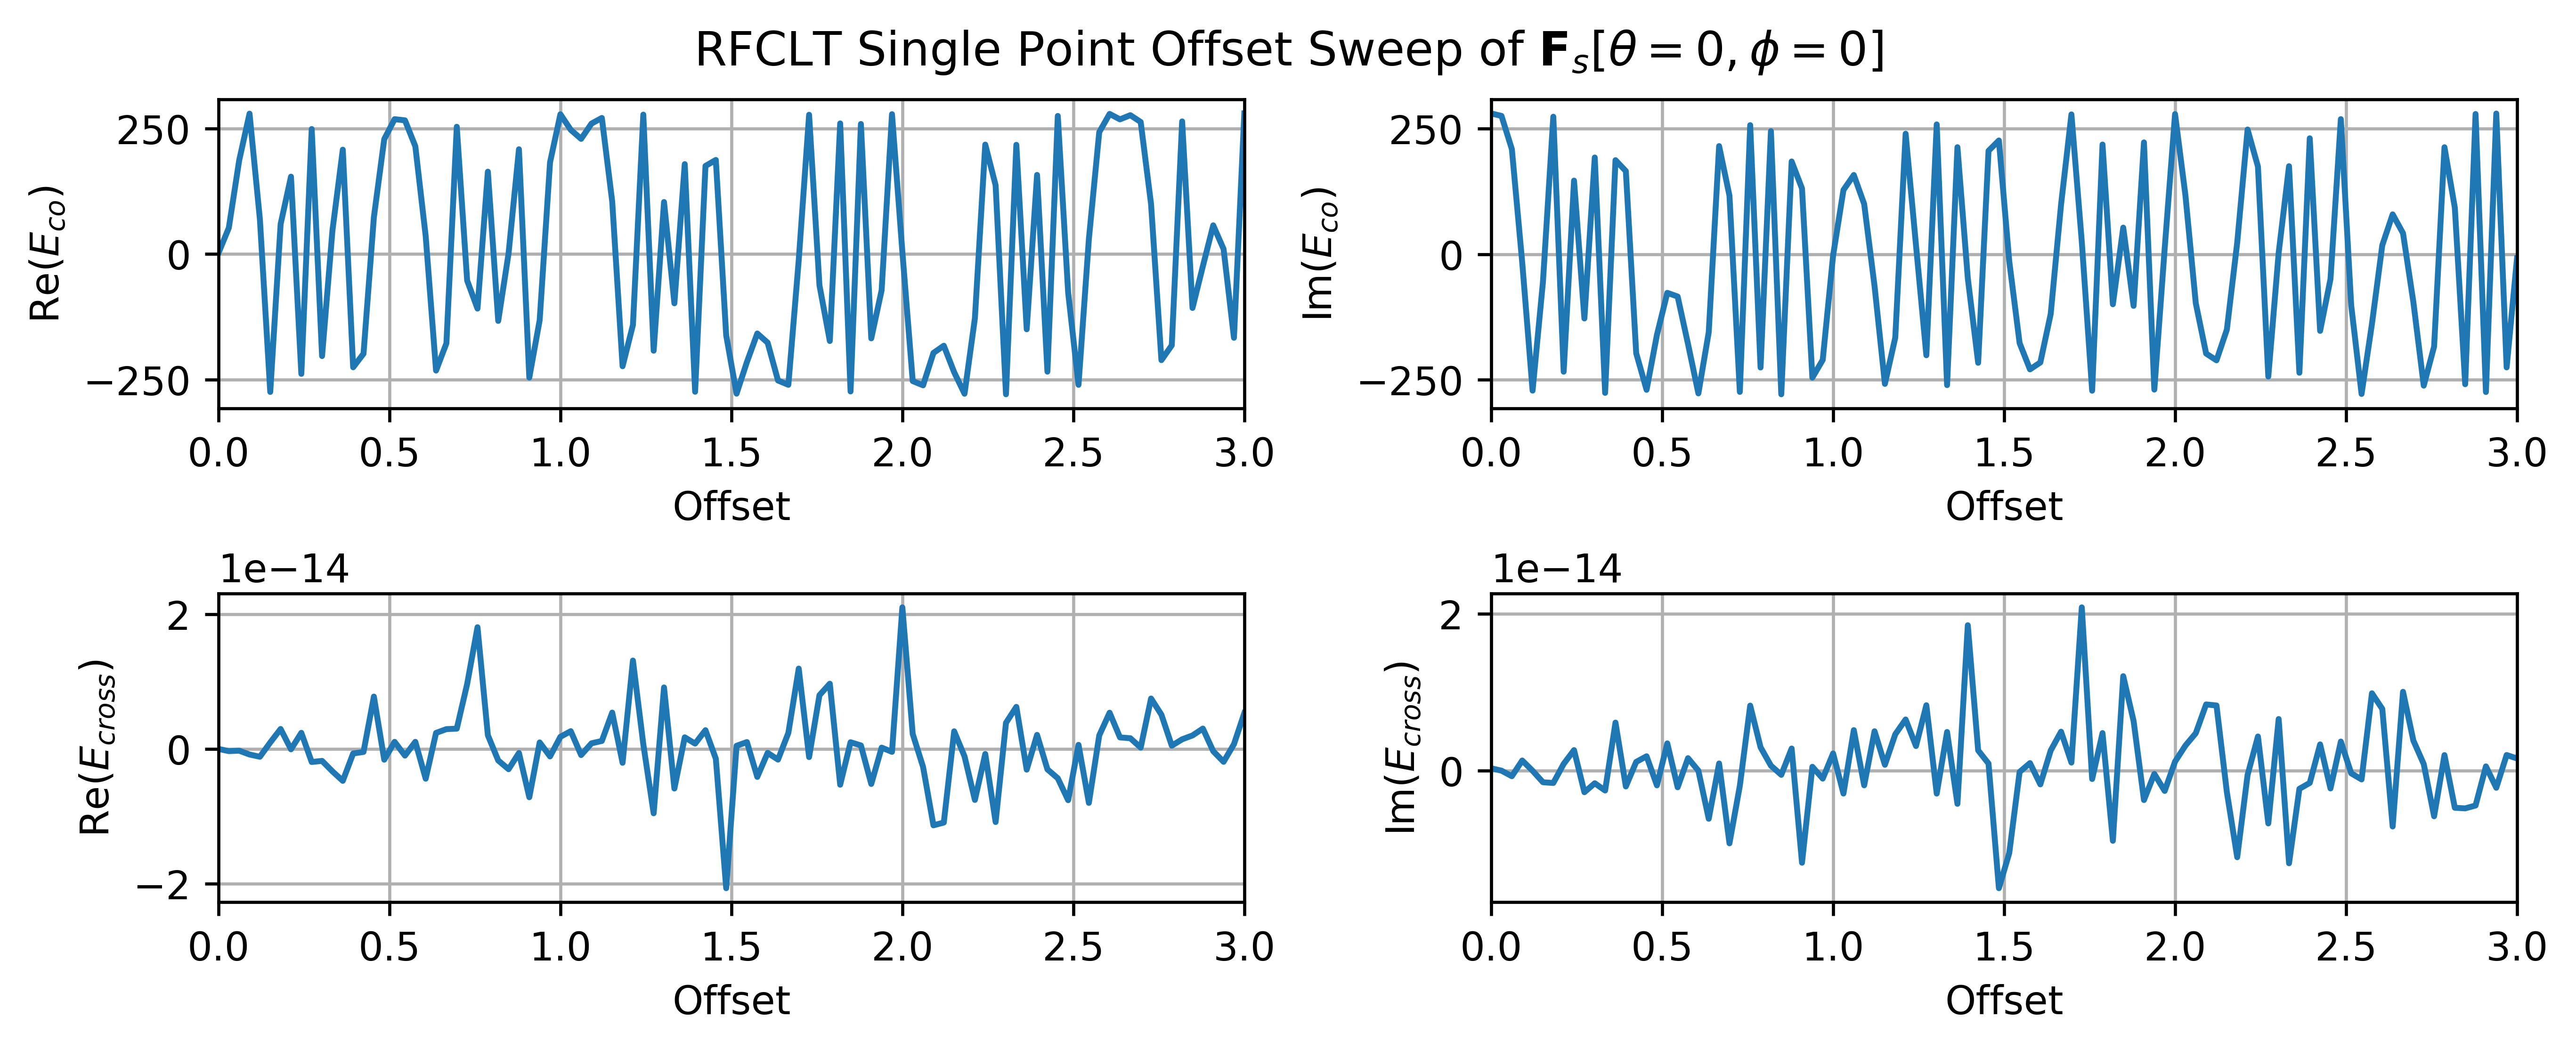 RFCLT Single Point Offset Sweep of F_s[θ = 0, ϕ = 0]
Re(E_co)
250
0
−250
0.0 0.5 1.0 1.5 2.0 2.5 3.0
Offset
Im(E_co)
250
0
−250
0.0 0.5 1.0 1.5 2.0 2.5 3.0
Offset
1e−14
Re(E_cross)
2
0
−2
0.0 0.5 1.0 1.5 2.0 2.5 3.0
Offset
1e−14
Im(E_cross)
2
0
0.0 0.5 1.0 1.5 2.0 2.5 3.0
Offset